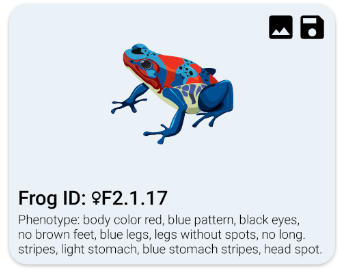 Frog ID: ♀F2.1.17
Phenotype: body color red, blue pattern, black eyes,
no brown feet, blue legs, legs without spots, no long.
stripes, light stomach, blue stomach stripes, head spot.